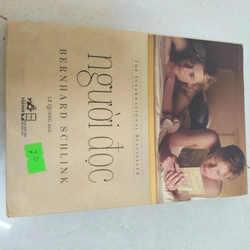 THE INTERNATIONAL BESTSELLER
người đọc
BERNHARD SCHLINK
LÊ QUANG dịch